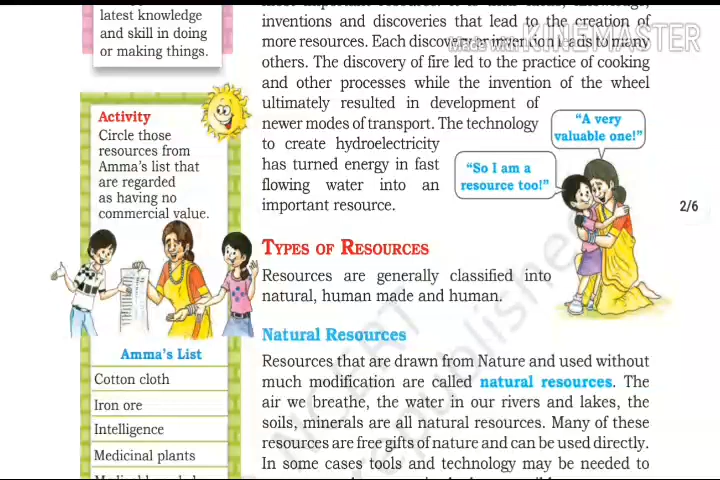 latest knowledge
and skill in doing
or making things.
Activity
Circle those
resources from
Amma's list that
are regarded
as having no
commercial value.
Amma's List
Cotton cloth
Iron ore
Intelligence
Medicinal plants
inventions and discoveries that lead to the creation of
more resources. Each discovery or invention leads to many
others. The discovery of fire led to the practice of cooking
and other processes while the invention of the wheel
ultimately resulted in development of
newer modes of transport. The technology
to create hydroelectricity
has turned energy in fast
flowing water into an
important resource.
"A very
valuable one!"
"So I am a
resource too!"
TYPES OF RESOURCES
Resources are generally classified into
natural, human made and human.
Natural Resources
Resources that are drawn from Nature and used without
much modification are called natural resources. The
air we breathe, the water in our rivers and lakes, the
soils, minerals are all natural resources. Many of these
resources are free gifts of nature and can be used directly.
In some cases tools and technology may be needed to
2/6
MADE WITH KINEMASTER
NCERT
republished